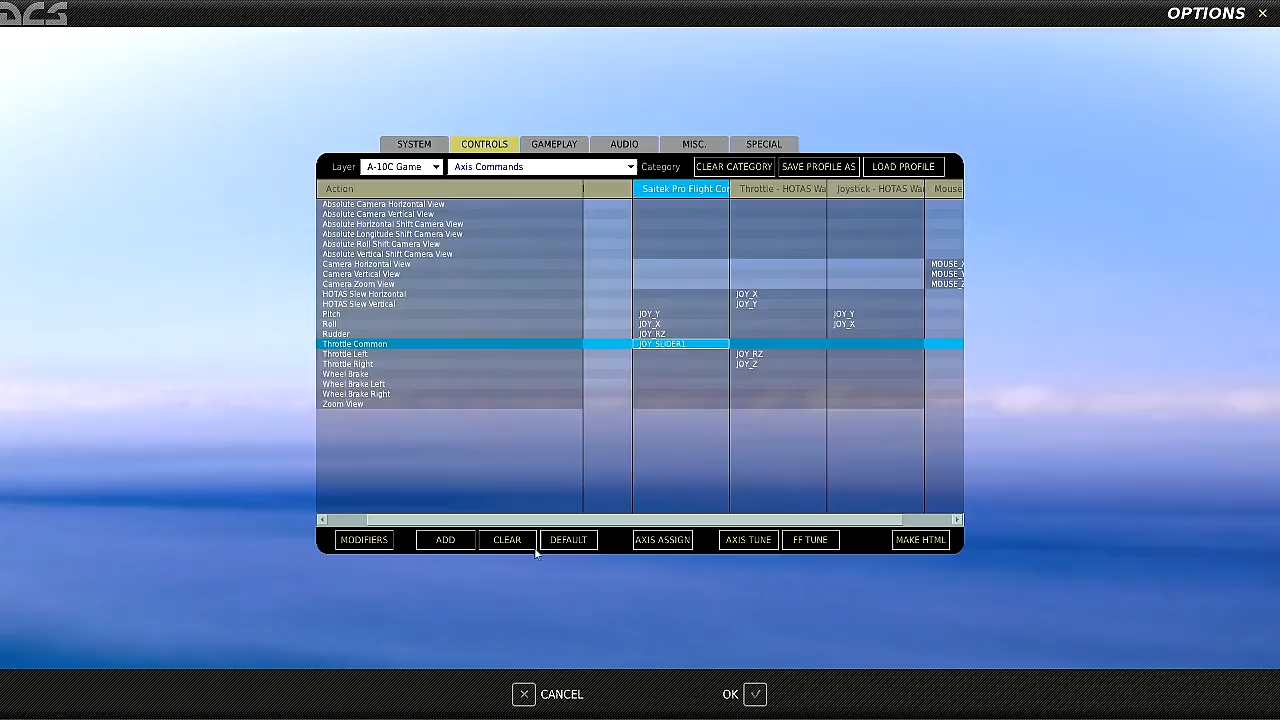 DCS
OPTIONS ×
SYSTEM CONTROLS GAMEPLAY AUDIO MISC. SPECIAL
Layer A-10C Game Axis Commands Category CLEAR CATEGORY SAVE PROFILE AS LOAD PROFILE
Action Saitek Pro Flight Cor Throttle - HOTAS Wa Joystick - HOTAS Wa Mouse
Absolute Camera Horizontal View
Absolute Camera Vertical View
Absolute Horizontal Shift Camera View
Absolute Longitude Shift Camera View
Absolute Roll Shift Camera View
Absolute Vertical Shift Camera View
Camera Horizontal View MOUSE_X
Camera Vertical View MOUSE_Y
Camera Zoom View MOUSE_Z
HOTAS Slew Horizontal JOY_X
HOTAS Slew Vertical JOY_Y
Pitch JOY_Y JOY_Y
Roll JOY_X JOY_X
Rudder JOY_RZ
Throttle Common JOY_SLIDER1
Throttle Left JOY_RZ
Throttle Right JOY_Z
Wheel Brake
Wheel Brake Left
Wheel Brake Right
Zoom View
MODIFIERS ADD CLEAR DEFAULT AXIS ASSIGN AXIS TUNE FF TUNE MAKE HTML
CANCEL OK